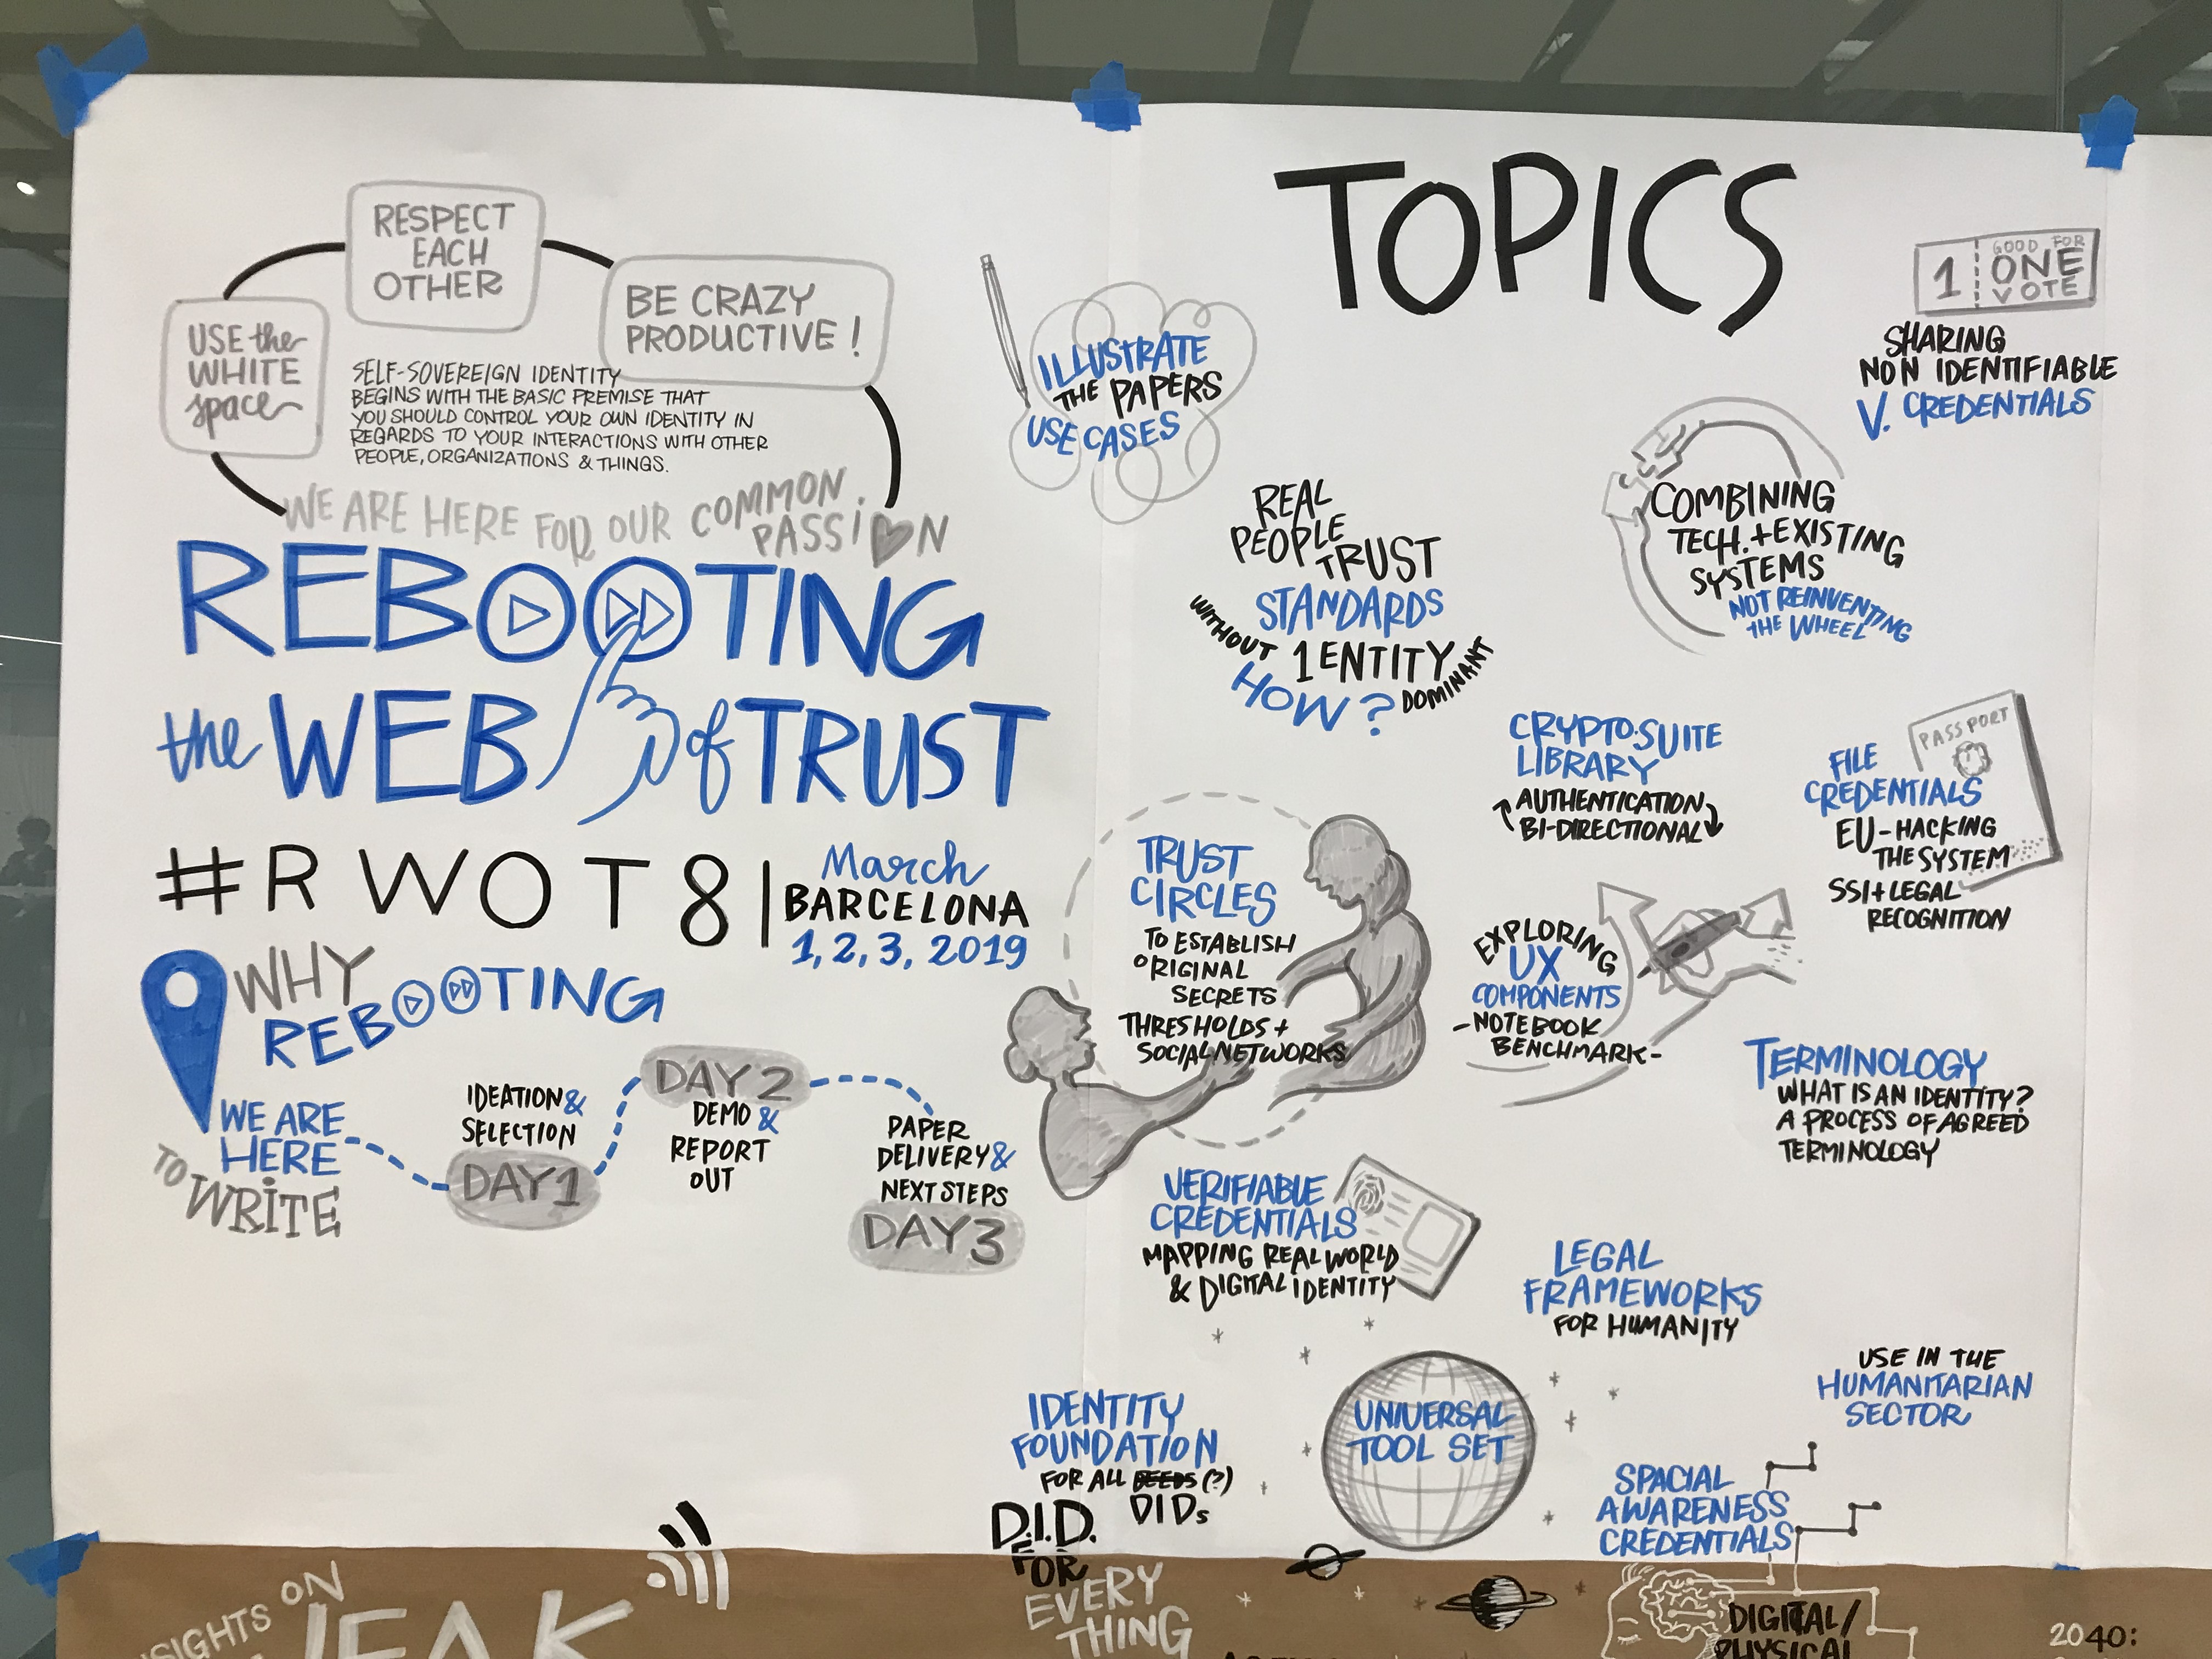 RESPECT
EACH
OTHER
BE CRAZY
PRODUCTIVE!
USE the
WHITE
space
SELF-SOVEREIGN IDENTITY
BEGINS WITH THE BASIC PREMISE THAT
YOU SHOULD CONTROL YOUR OWN IDENTITY IN
REGARDS TO YOUR INTERACTIONS WITH OTHER
PEOPLE, ORGANIZATIONS & THINGS.
WE ARE HERE FOR OUR COMMON
PASSION
REBOOTING
the WEB of TRUST
#RWOT8|
March
BARCELONA
1, 2, 3, 2019
WHY
REBOOTING
WE ARE
HERE
TO
WRITE
IDEATION &
SELECTION
DAY 1
DAY 2
DEMO &
REPORT
OUT
PAPER
DELIVERY &
NEXT STEPS
DAY 3
TOPICS
ILLUSTRATE
THE PAPERS
USE CASES
1
GOOD FOR
ONE
VOTE
SHARING
NON IDENTIFIABLE
V. CREDENTIALS
REAL
PEOPLE
TRUST
STANDARDS
WITHOUT
1 ENTITY
DOMINANT
HOW?
COMBINING
TECH. + EXISTING
SYSTEMS
NOT REINVENTING
THE WHEEL
CRYPTO-SUITE
LIBRARY
AUTHENTICATION
BI-DIRECTIONAL
PASSPORT
FILE
CREDENTIALS
EU-HACKING
THE SYSTEM
SSI + LEGAL
RECOGNITION
TRUST
CIRCLES
TO ESTABLISH
ORIGINAL
SECRETS
THRESHOLDS +
SOCIAL NETWORKS
EXPLORING
UX
COMPONENTS
-NOTEBOOK
BENCHMARK-
TERMINOLOGY
WHAT IS AN IDENTITY?
A PROCESS OF AGREED
TERMINOLOGY
VERIFIABLE
CREDENTIALS
MAPPING REAL WORLD
& DIGITAL IDENTITY
LEGAL
FRAMEWORKS
FOR HUMANITY
USE IN THE
HUMANITARIAN
SECTOR
IDENTITY
FOUNDATION
FOR ALL DEEDS (?)
DIDs
UNIVERSAL
TOOL SET
SPACIAL
AWARENESS
CREDENTIALS
D.I.D.
FOR
EVERY
THING
ON
DIGITAL/
PHYSICAL
2040: